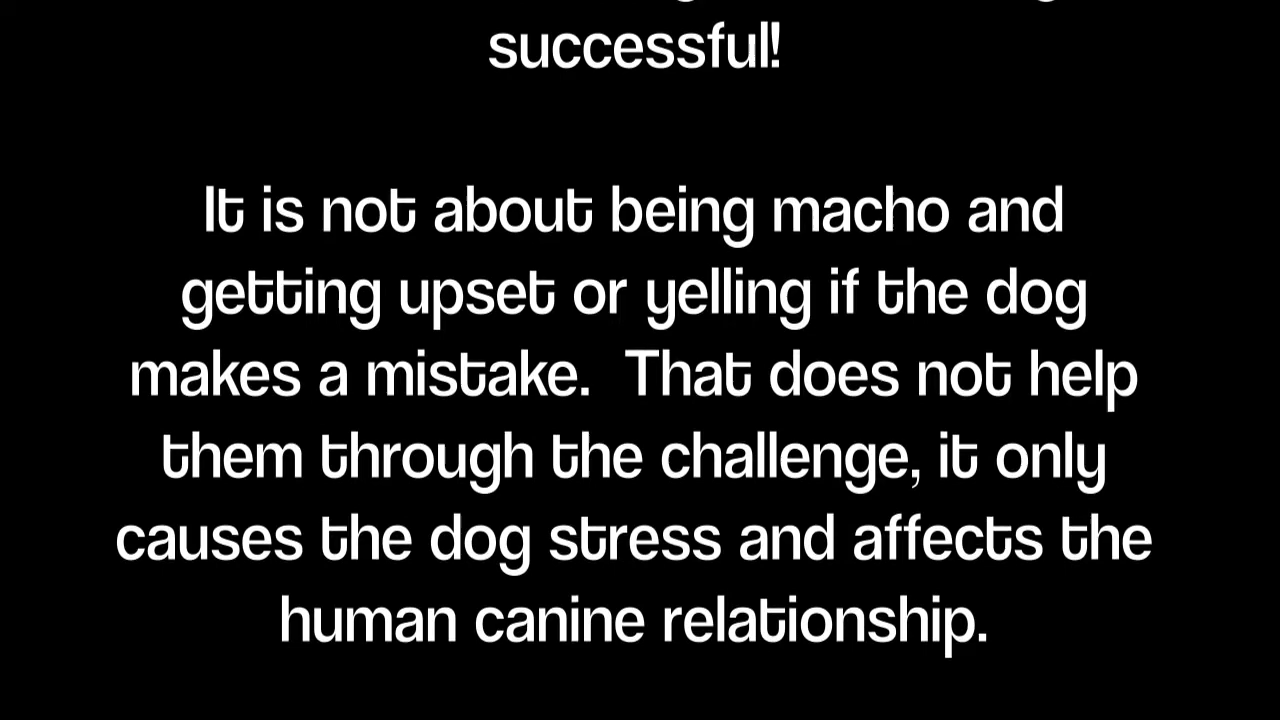 successful!
It is not about being macho and
getting upset or yelling if the dog
makes a mistake.  That does not help
them through the challenge, it only
causes the dog stress and affects the
human canine relationship.